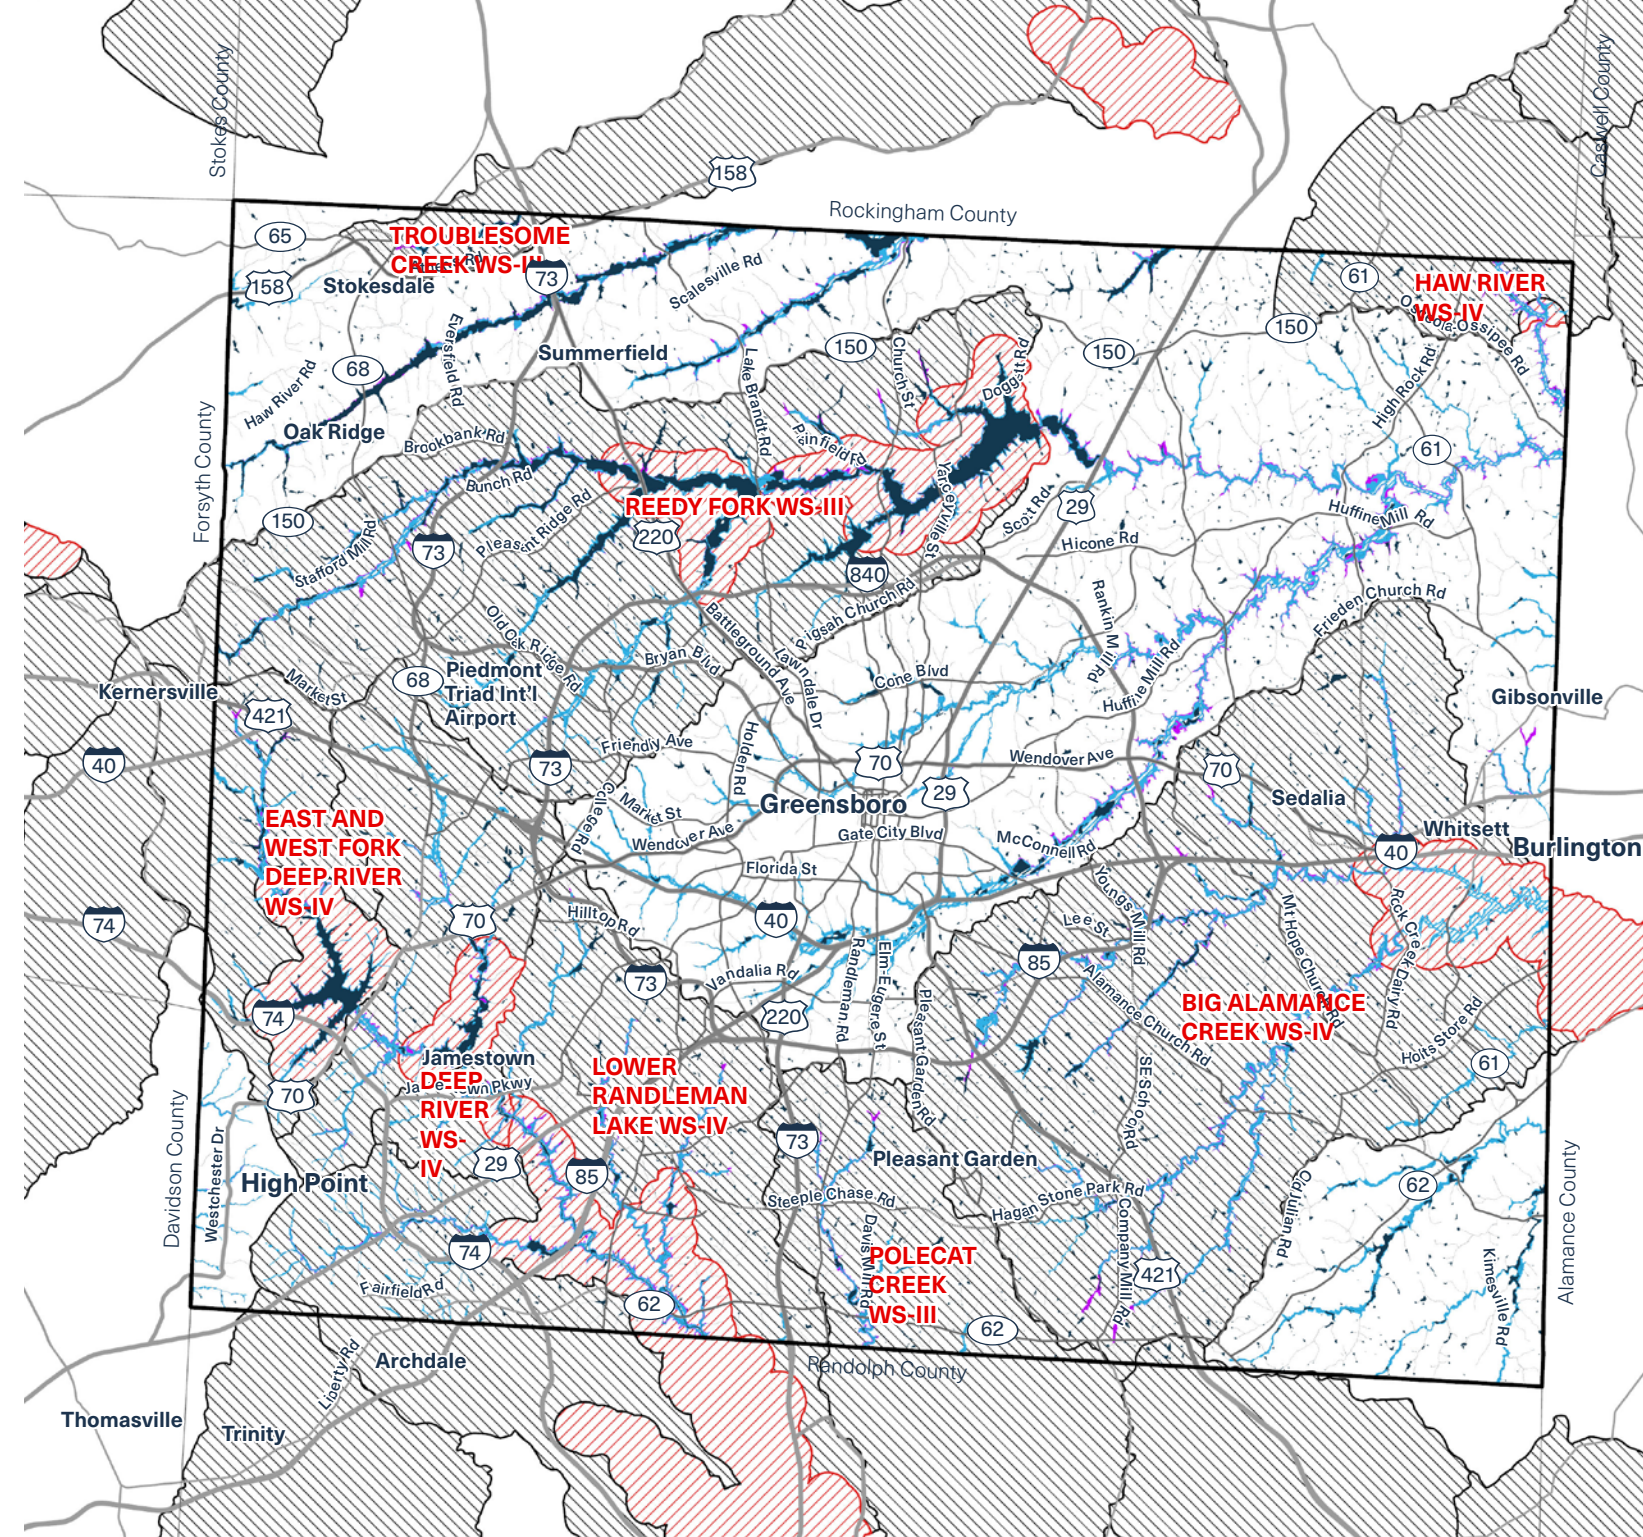 Stokes County
Caswell County
158
Rockingham County
65
TROUBLESOME
CREEK WS-III
158
Stokesdale
73
Scalesville Rd
61
HAW RIVER
WS-IV
Osceola-Ossipee Rd
150
Eversfield Rd
Summerfield
150
150
68
Haw River Rd
Lake Brandt Rd
Church St
Doggett Rd
High Rock Rd
Oak Ridge
Brookbank Rd
61
Forsyth County
Bunch Rd
Yanceyville St
REEDY FORK WS-III
Scott Rd
29
Huffine Mill Rd
150
Stafford Mill Rd
73
Pleasant Ridge Rd
220
Hicone Rd
840
Rankin Mill Rd
Frieden Church Rd
Old Oak Ridge Rd
Battleground Ave
Pisgah Church Rd
Lawndale Dr
Bryan Blvd
Cone Blvd
Huffine Mill Rd
Kernersville
Market St
68
Piedmont
Triad Int'l
Airport
Gibsonville
421
40
Friendly Ave
Holden Rd
73
70
Wendover Ave
70
29
Sedalia
College Rd
Market St
Greensboro
EAST AND
WEST FORK
DEEP RIVER
WS-IV
Wendover Ave
Gate City Blvd
McConnell Rd
Whitsett
40
Burlington
Florida St
Youngs Mill Rd
74
70
Hilltop Rd
40
Lee St
Mt Hope Church Rd
Rock Creek Dairy Rd
Randleman Rd
Elm-Eugene St
85
73
Vandalia Rd
Alamance Church Rd
BIG ALAMANCE
CREEK WS-IV
74
220
Pleasant Garden Rd
Hoits Store Rd
Jamestown
61
LOWER
RANDLEMAN
LAKE WS-IV
DEEP
RIVER
WS-
IV
70
SE School Rd
Davidson County
Westchester Dr
73
Alamance County
29
85
Pleasant Garden
High Point
62
Steeple Chase Rd
Hagan Stone Park Rd
Old Julian Rd
74
Davis Mill Rd
POLECAT
CREEK
WS-III
Company Mill Rd
421
Kimesville Rd
Fairfield Rd
62
62
Liberty Rd
Archdale
Randolph County
Thomasville
Trinity